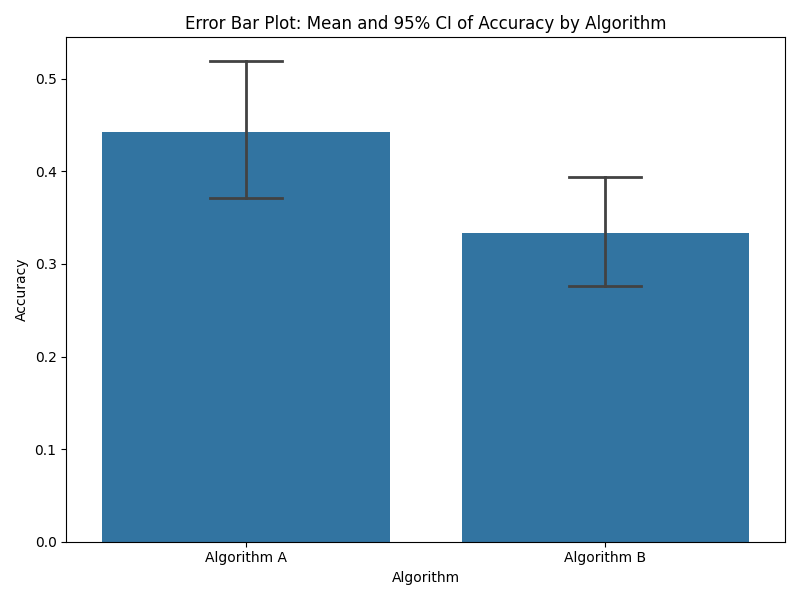 Error Bar Plot: Mean and 95% CI of Accuracy by Algorithm
0.5
0.4
0.3
0.2
0.1
0.0
Accuracy
Algorithm A
Algorithm B
Algorithm